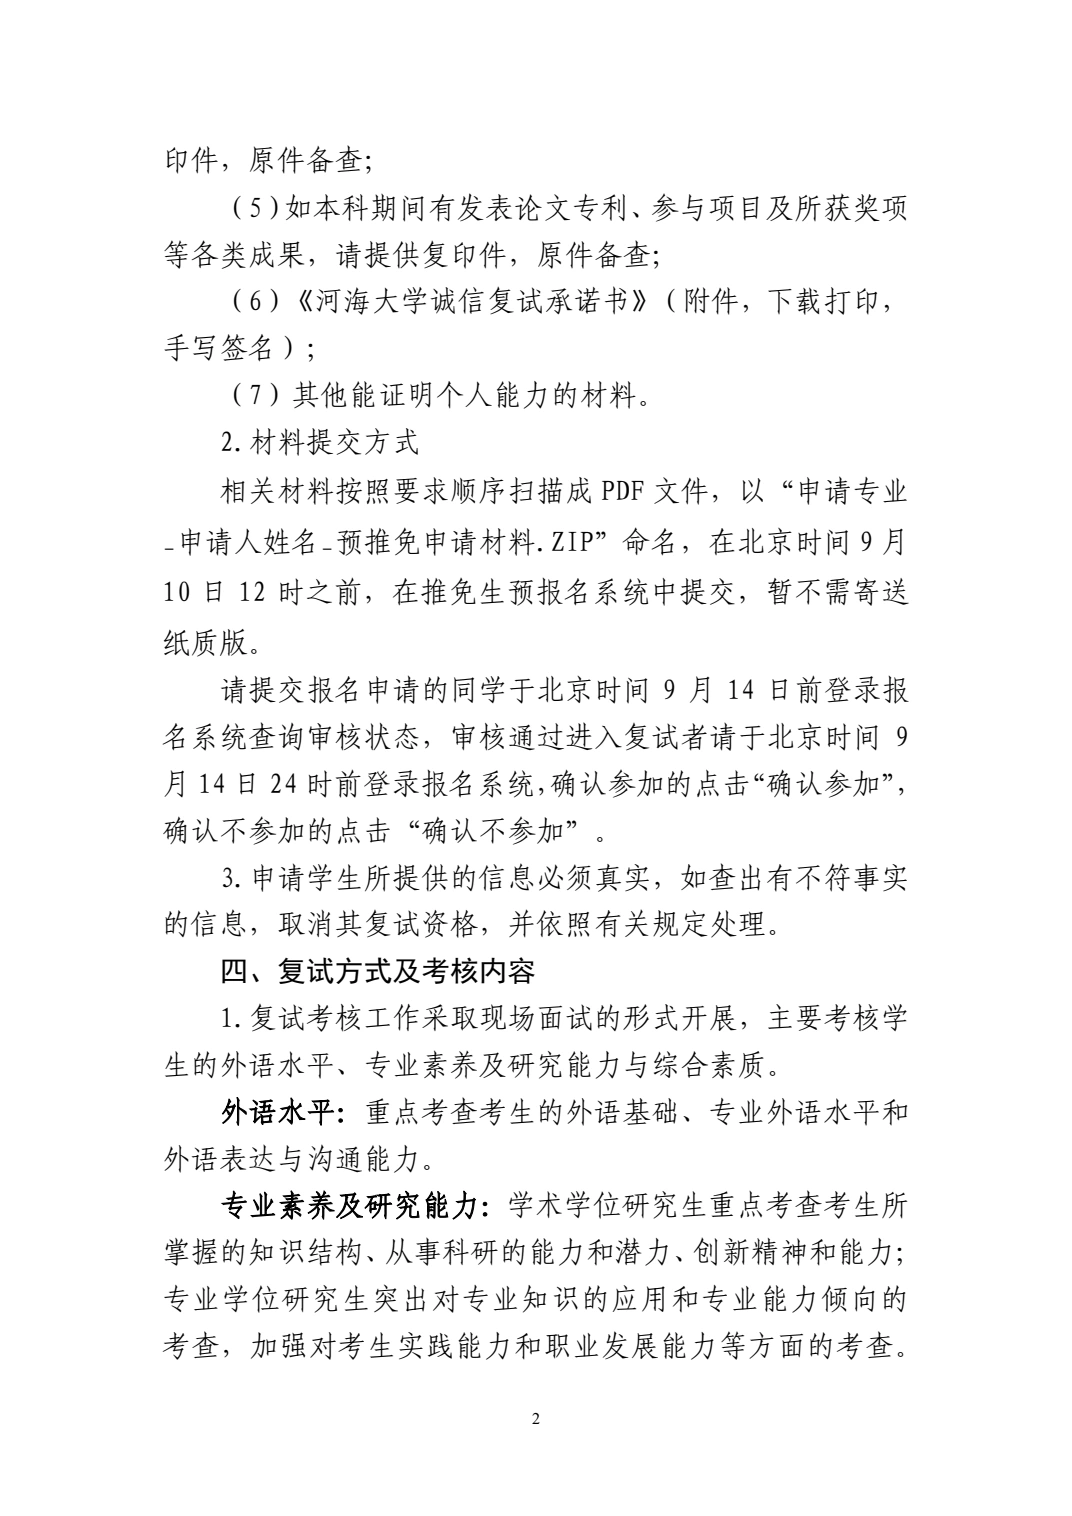 印件，原件备查；
（5）如本科期间有发表论文专利、参与项目及所获奖项
等各类成果，请提供复印件，原件备查；
（6）《河海大学诚信复试承诺书》（附件，下载打印，
手写签名）；
（7）其他能证明个人能力的材料。
2.材料提交方式
相关材料按照要求顺序扫描成 PDF 文件，以“申请专业
_申请人姓名_预推免申请材料.ZIP”命名，在北京时间 9 月
10 日 12 时之前，在推免生预报名系统中提交，暂不需寄送
纸质版。
请提交报名申请的同学于北京时间 9 月 14 日前登录报
名系统查询审核状态，审核通过进入复试者请于北京时间 9
月 14 日 24 时前登录报名系统，确认参加的点击“确认参加”，
确认不参加的点击“确认不参加”。
3.申请学生所提供的信息必须真实，如查出有不符事实
的信息，取消其复试资格，并依照有关规定处理。
四、复试方式及考核内容
1.复试考核工作采取现场面试的形式开展，主要考核学
生的外语水平、专业素养及研究能力与综合素质。
外语水平：重点考查考生的外语基础、专业外语水平和
外语表达与沟通能力。
专业素养及研究能力：学术学位研究生重点考查考生所
掌握的知识结构、从事科研的能力和潜力、创新精神和能力；
专业学位研究生突出对专业知识的应用和专业能力倾向的
考查，加强对考生实践能力和职业发展能力等方面的考查。
2